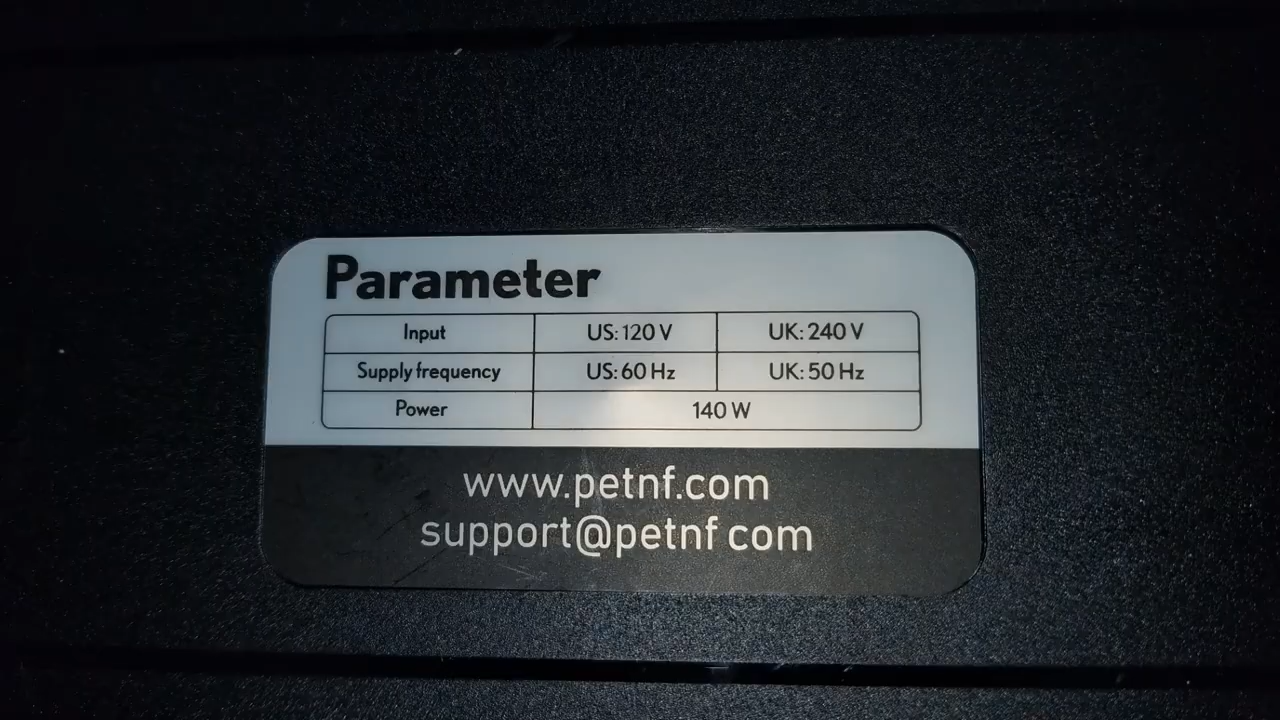 Parameter
Input US: 120 V UK: 240 V
Supply frequency US: 60 Hz UK: 50 Hz
Power 140 W
www.petnf.com
support@petnf com